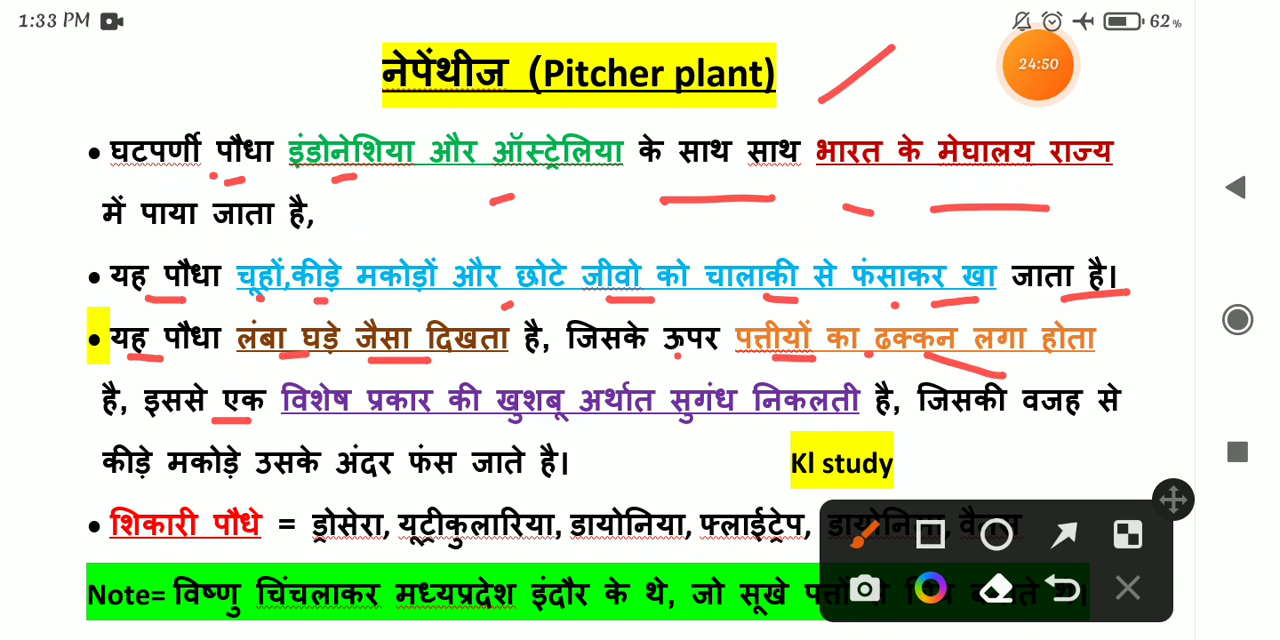 1:33 PM
62%
24:50
नेपेंथीज (Pitcher plant)
• घटपर्णी पौधा इंडोनेशिया और ऑस्ट्रेलिया के साथ साथ भारत के मेघालय राज्य
में पाया जाता है,
• यह पौधा चूहों,कीड़े मकोड़ों और छोटे जीवो को चालाकी से फंसाकर खा जाता है।
• यह पौधा लंबा घड़े जैसा दिखता है, जिसके ऊपर पत्तीयों का ढक्कन लगा होता
है, इससे एक विशेष प्रकार की खुशबू अर्थात सुगंध निकलती है, जिसकी वजह से
कीड़े मकोड़े उसके अंदर फंस जाते है।
Kl study
• शिकारी पौधे = ड्रोसेरा, यूट्रीकुलारिया, डायोनिया, फ्लाईट्रेप, डायोनिया, वैनस
Note= विष्णु चिंचलाकर मध्यप्रदेश इंदौर के थे, जो सूखे